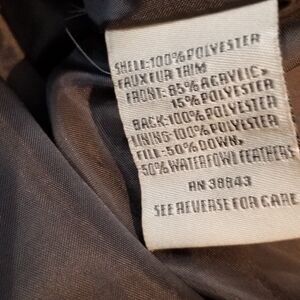 SHELL:100% POLYESTER
FAUX FUR TRIM
FRONT: 85% ACRYLIC,
15% POLYESTER
BACK:100% POLYESTER
LINING:100% POLYESTER
FILL:50% DOWN,
50% WATERFOWL FEATHERS
RN 38843
SEE REVERSE FOR CARE